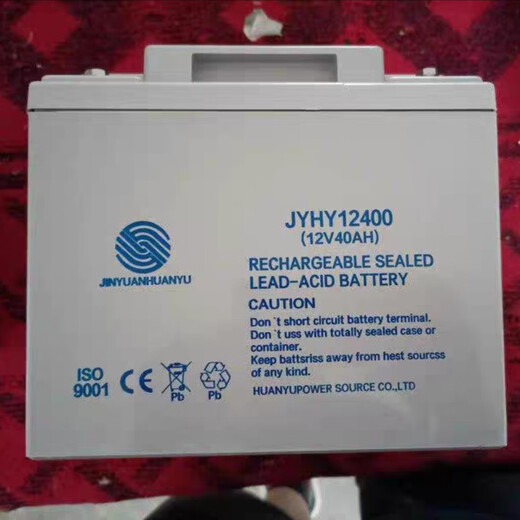 JYHY12400
(12V40AH)
RECHARGEABLE SEALED
LEAD-ACID BATTERY
CAUTION
Don`t short circuit battery terminal.
Don`t uss with totally sealed case or
container.
Keep battsriss away from hest sourcss
of any kind.
HUANYUPOWER SOURCE CO.,LTD
JINYUANHUANYU
ISO
9001
CE
Pb
Pb